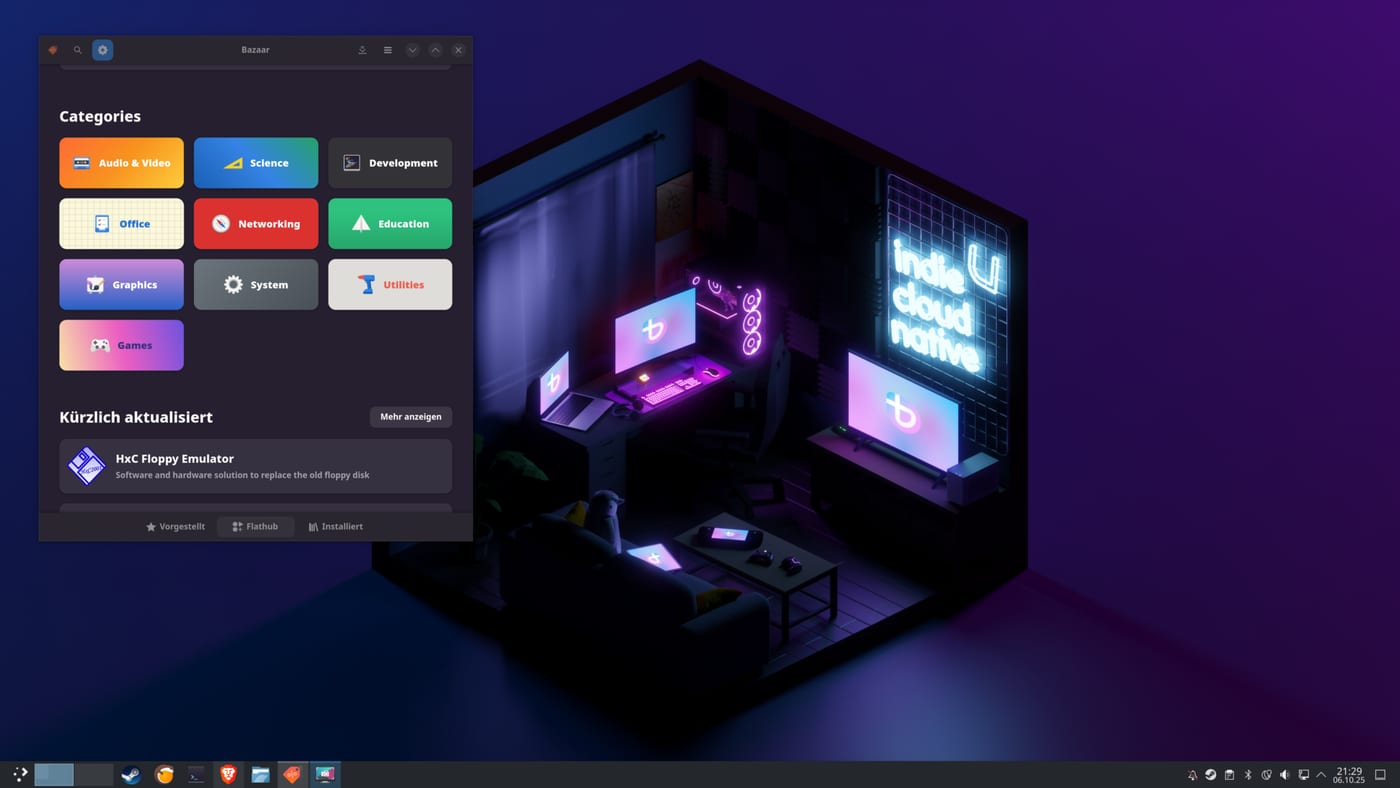 Bazaar
Categories
Audio & Video
Science
Development
Office
Networking
Education
Graphics
System
Utilities
Games
Kürzlich aktualisiert
Mehr anzeigen
HxC Floppy Emulator
Software and hardware solution to replace the old floppy disk
Vorgestellt
Flathub
Installiert
indie
cloud
native
21:29
06.10.25